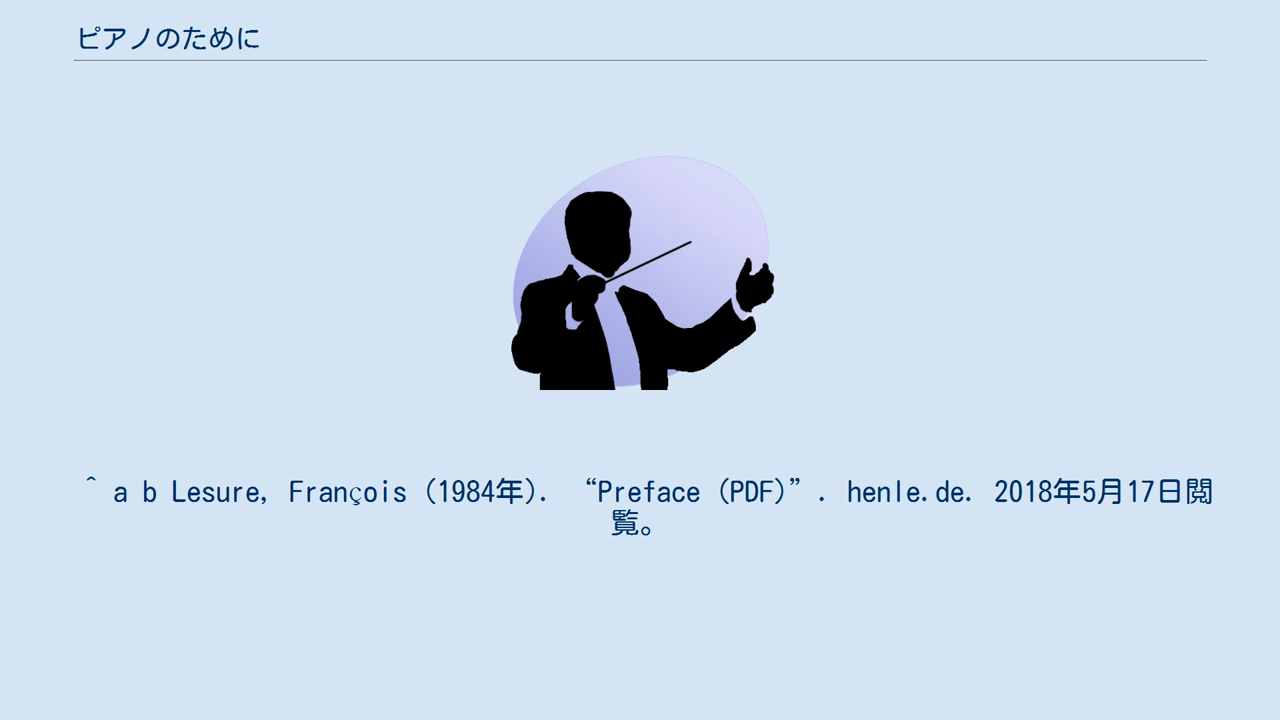 ピアノのために
^ a b Lesure, François (1984年). “Preface (PDF)”. henle.de. 2018年5月17日閲
覧。